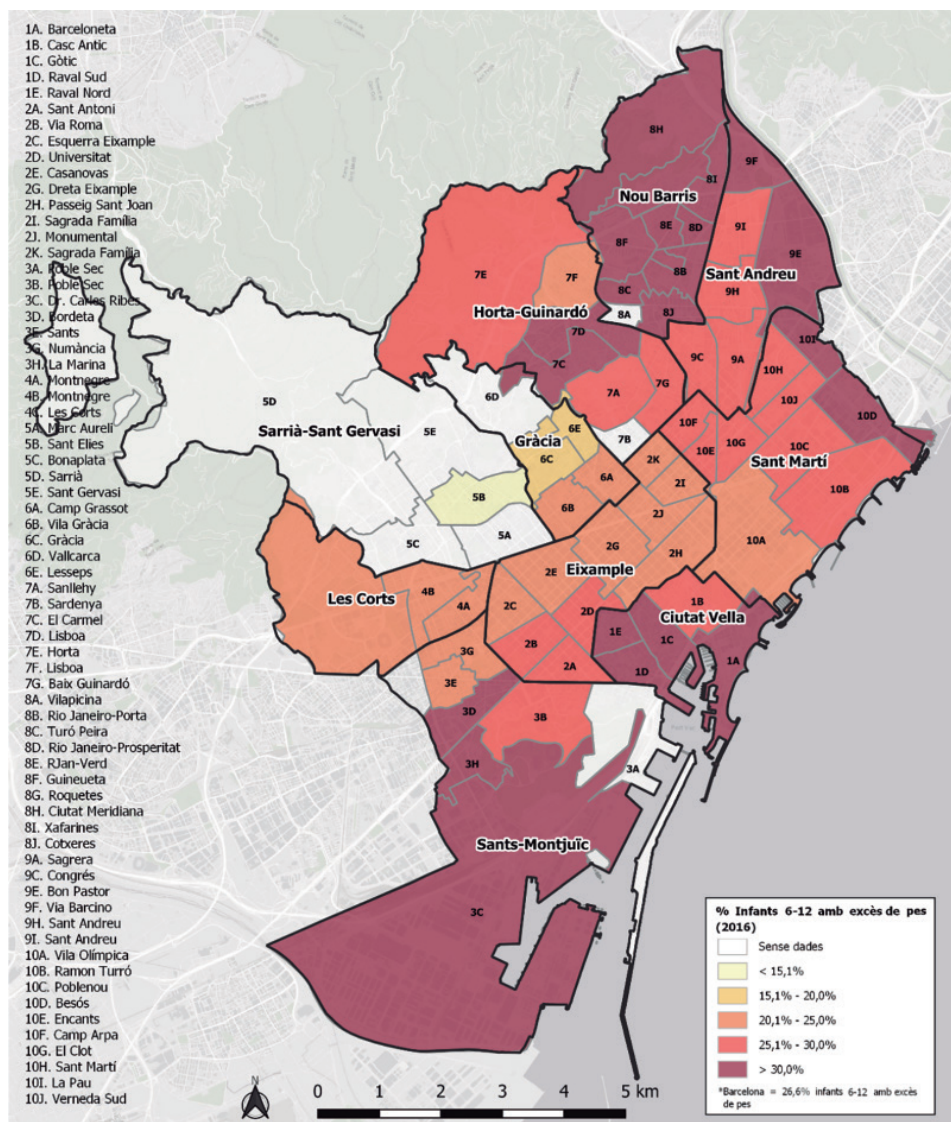 1A. Barceloneta
1B. Casc Antic
1C. Gòtic
1D. Raval Sud
1E. Raval Nord
2A. Sant Antoni
2B. Via Roma
2C. Esquerra Eixample
2D. Universitat
2E. Casanovas
2G. Dreta Eixample
2H. Passeig Sant Joan
2I. Sagrada Família
2J. Monumental
2K. Sagrada Família
3A. Poble Sec
3B. Poble Sec
3C. Dr. Carles Ribes
3D. Bordeta
3E. Sants
3G. Numància
3H. La Marina
4A. Montnegre
4B. Montnegre
4C. Les Corts
5A. Marc Aureli
5B. Sant Elies
5C. Bonaplata
5D. Sarrià
5E. Sant Gervasi
6A. Camp Grassot
6B. Vila Gràcia
6C. Gràcia
6D. Vallcarca
6E. Lesseps
7A. Sanllehy
7B. Sardenya
7C. El Carmel
7D. Lisboa
7E. Horta
7F. Lisboa
7G. Baix Guinardó
8A. Vilapicina
8B. Rio Janeiro-Porta
8C. Turó Peira
8D. Rio Janeiro-Prosperitat
8E. RJan-Verd
8F. Guineueta
8G. Roquetes
8H. Ciutat Meridiana
8I. Xafarines
8J. Cotxeres
9A. Sagrera
9C. Congrés
9E. Bon Pastor
9F. Via Barcino
9H. Sant Andreu
9I. Sant Andreu
10A. Vila Olímpica
10B. Ramon Turró
10C. Poblenou
10D. Besós
10E. Encants
10F. Camp Arpa
10G. El Clot
10H. Sant Martí
10I. La Pau
10J. Verneda Sud
8H
9F
8I
Nou Barris
8E
8D
9I
8F
9E
7E
7F
8B
Sant Andreu
8C
9H
Horta-Guinardó
8A
8J
7D
10I
7C
9C
9A
10H
6D
7A
7G
10J
10D
5D
Sarrià-Sant Gervasi
5E
6E
10F
Gràcia
7B
10G
10C
6C
2K
10E
Sant Martí
6A
2I
10B
5B
6B
2J
5A
10A
5C
2G
2H
2E
Eixample
4B
Les Corts
4A
2C
1B
2D
Ciutat Vella
1E
1C
2B
3G
1A
2A
1D
3E
3D
3B
3H
3A
Sants-Montjuïc
3C
N
0 1 2 3 4 5 km
% Infants 6-12 amb excès de pes
(2016)
Sense dades
< 15,1%
15,1% - 20,0%
20,1% - 25,0%
25,1% - 30,0%
> 30,0%
*Barcelona = 26,6% infants 6-12 amb excés
de pes